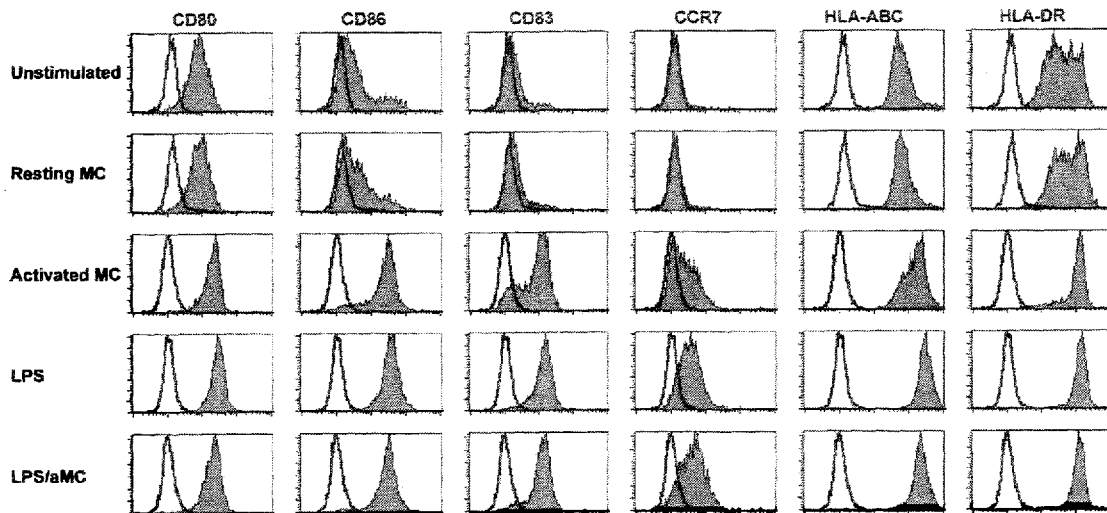 CD80 CD86 CD83 CCR7 HLA-ABC HLA-DR
Unstimulated
Resting MC
Activated MC
LPS
LPS/aMC